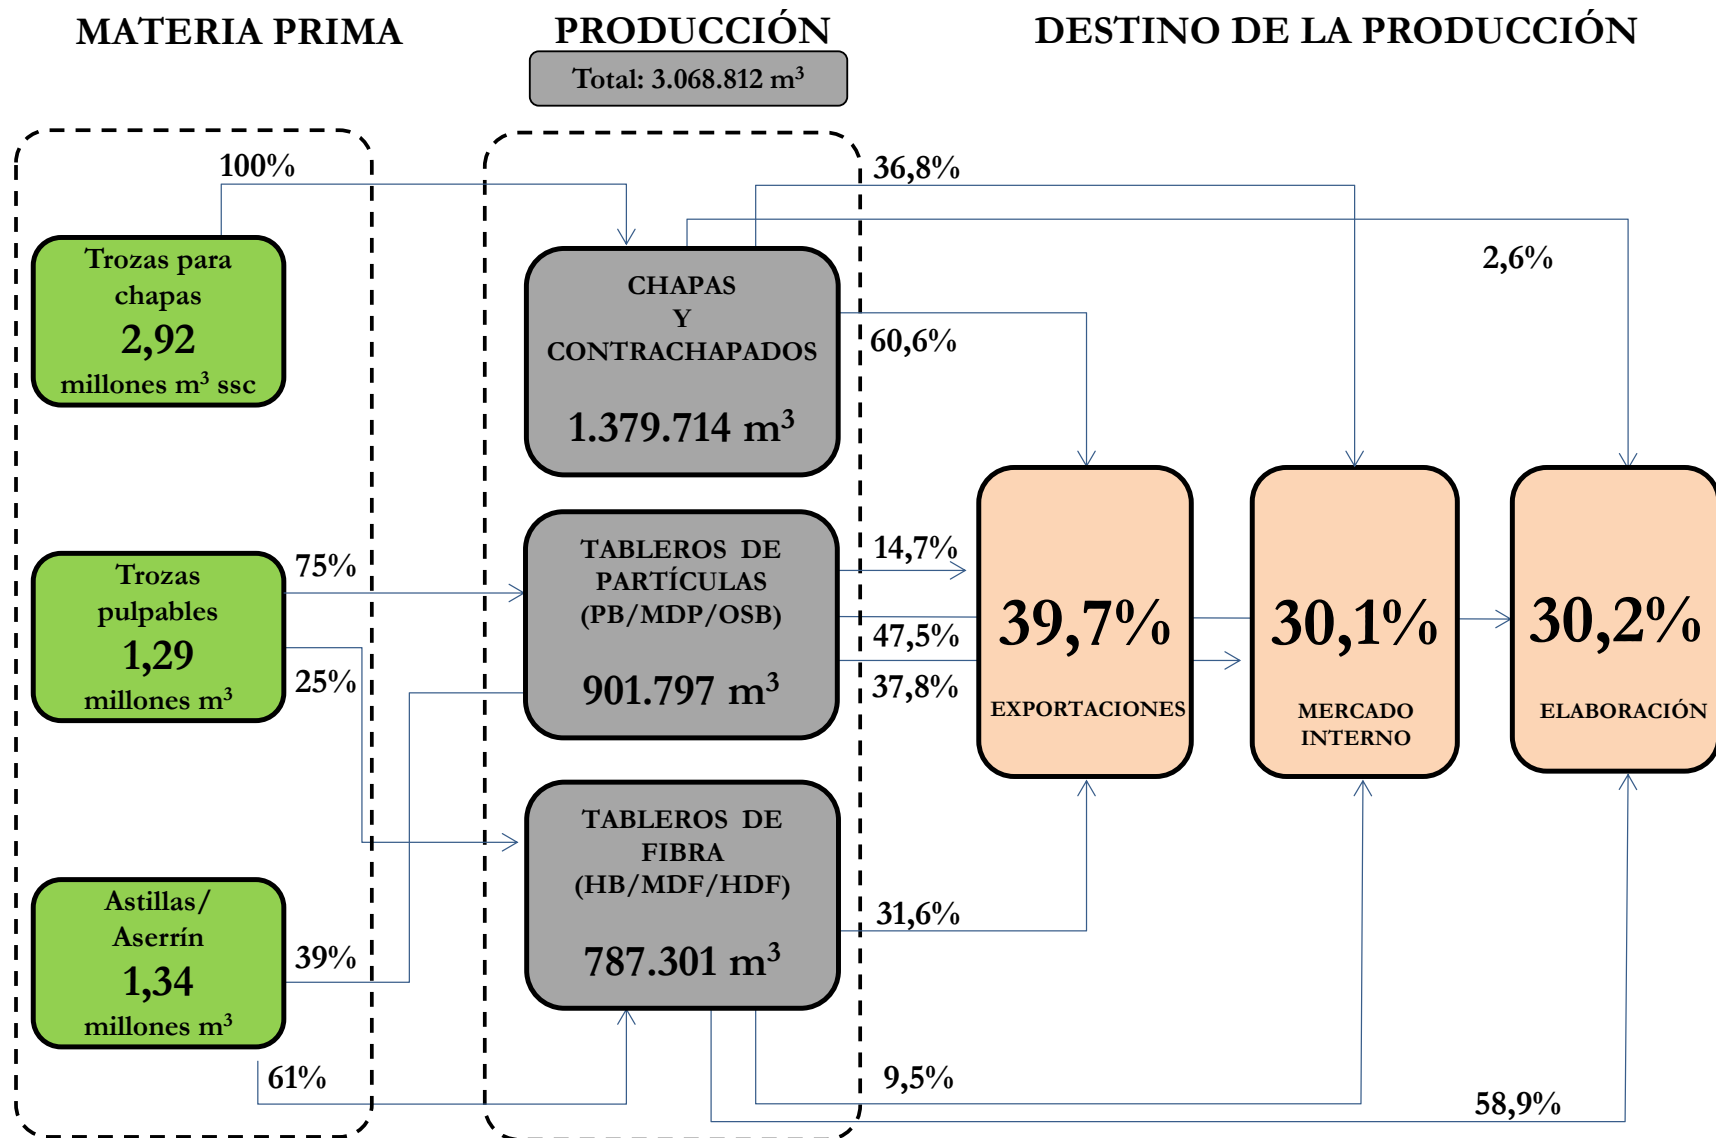 MATERIA PRIMA
PRODUCCIÓN
DESTINO DE LA PRODUCCIÓN
Total: 3.068.812 m³
100%
36,8%
Trozas para
chapas
2,92
millones m³ ssc
CHAPAS
Y
CONTRACHAPADOS
1.379.714 m³
2,6%
60,6%
Trozas
pulpables
1,29
millones m³
75%
25%
TABLEROS DE
PARTÍCULAS
(PB/MDP/OSB)
901.797 m³
14,7%
47,5%
37,8%
39,7%
EXPORTACIONES
30,1%
MERCADO
INTERNO
30,2%
ELABORACIÓN
Astillas/
Aserrín
1,34
millones m³
39%
61%
TABLEROS DE
FIBRA
(HB/MDF/HDF)
787.301 m³
31,6%
9,5%
58,9%